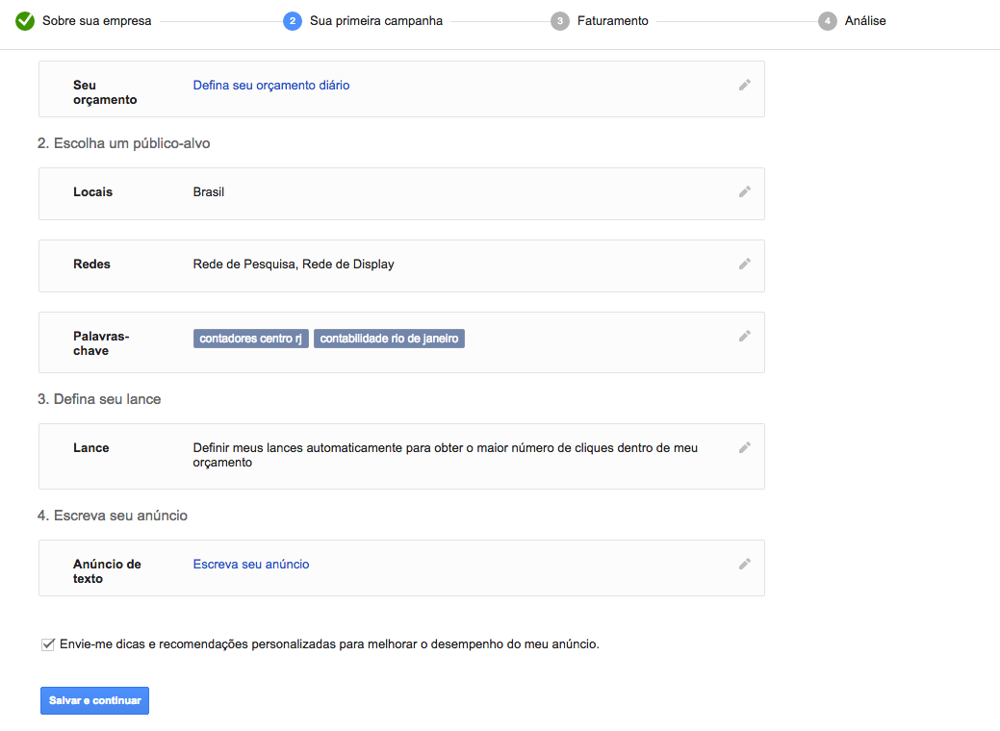 Sobre sua empresa
2 Sua primeira campanha
3 Faturamento
4 Análise
Seu
orçamento
Defina seu orçamento diário
2. Escolha um público-alvo
Locais
Brasil
Redes
Rede de Pesquisa, Rede de Display
Palavras-
chave
contadores centro rj
contabilidade rio de janeiro
3. Defina seu lance
Lance
Definir meus lances automaticamente para obter o maior número de cliques dentro de meu
orçamento
4. Escreva seu anúncio
Anúncio de
texto
Escreva seu anúncio
Envie-me dicas e recomendações personalizadas para melhorar o desempenho do meu anúncio.
Salvar e continuar